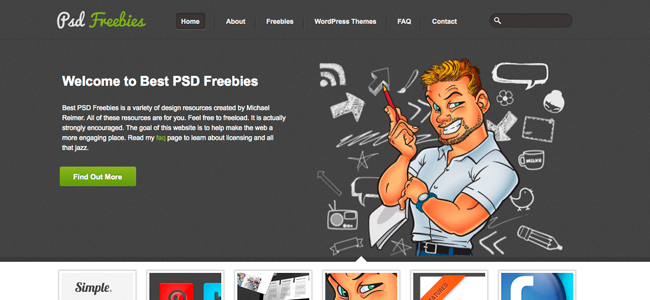 Psd Freebies
Home
About
Freebies
WordPress Themes
FAQ
Contact
Welcome to Best PSD Freebies
Best PSD Freebies is a variety of design resources created by Michael
Reimer. All of these resources are for you. Feel free to freeload. It is actually
strongly encouraged. The goal of this website is to help make the web a
more engaging place. Read my faq page to learn about licensing and all
that jazz.
Find Out More
Simple.
FEATURED